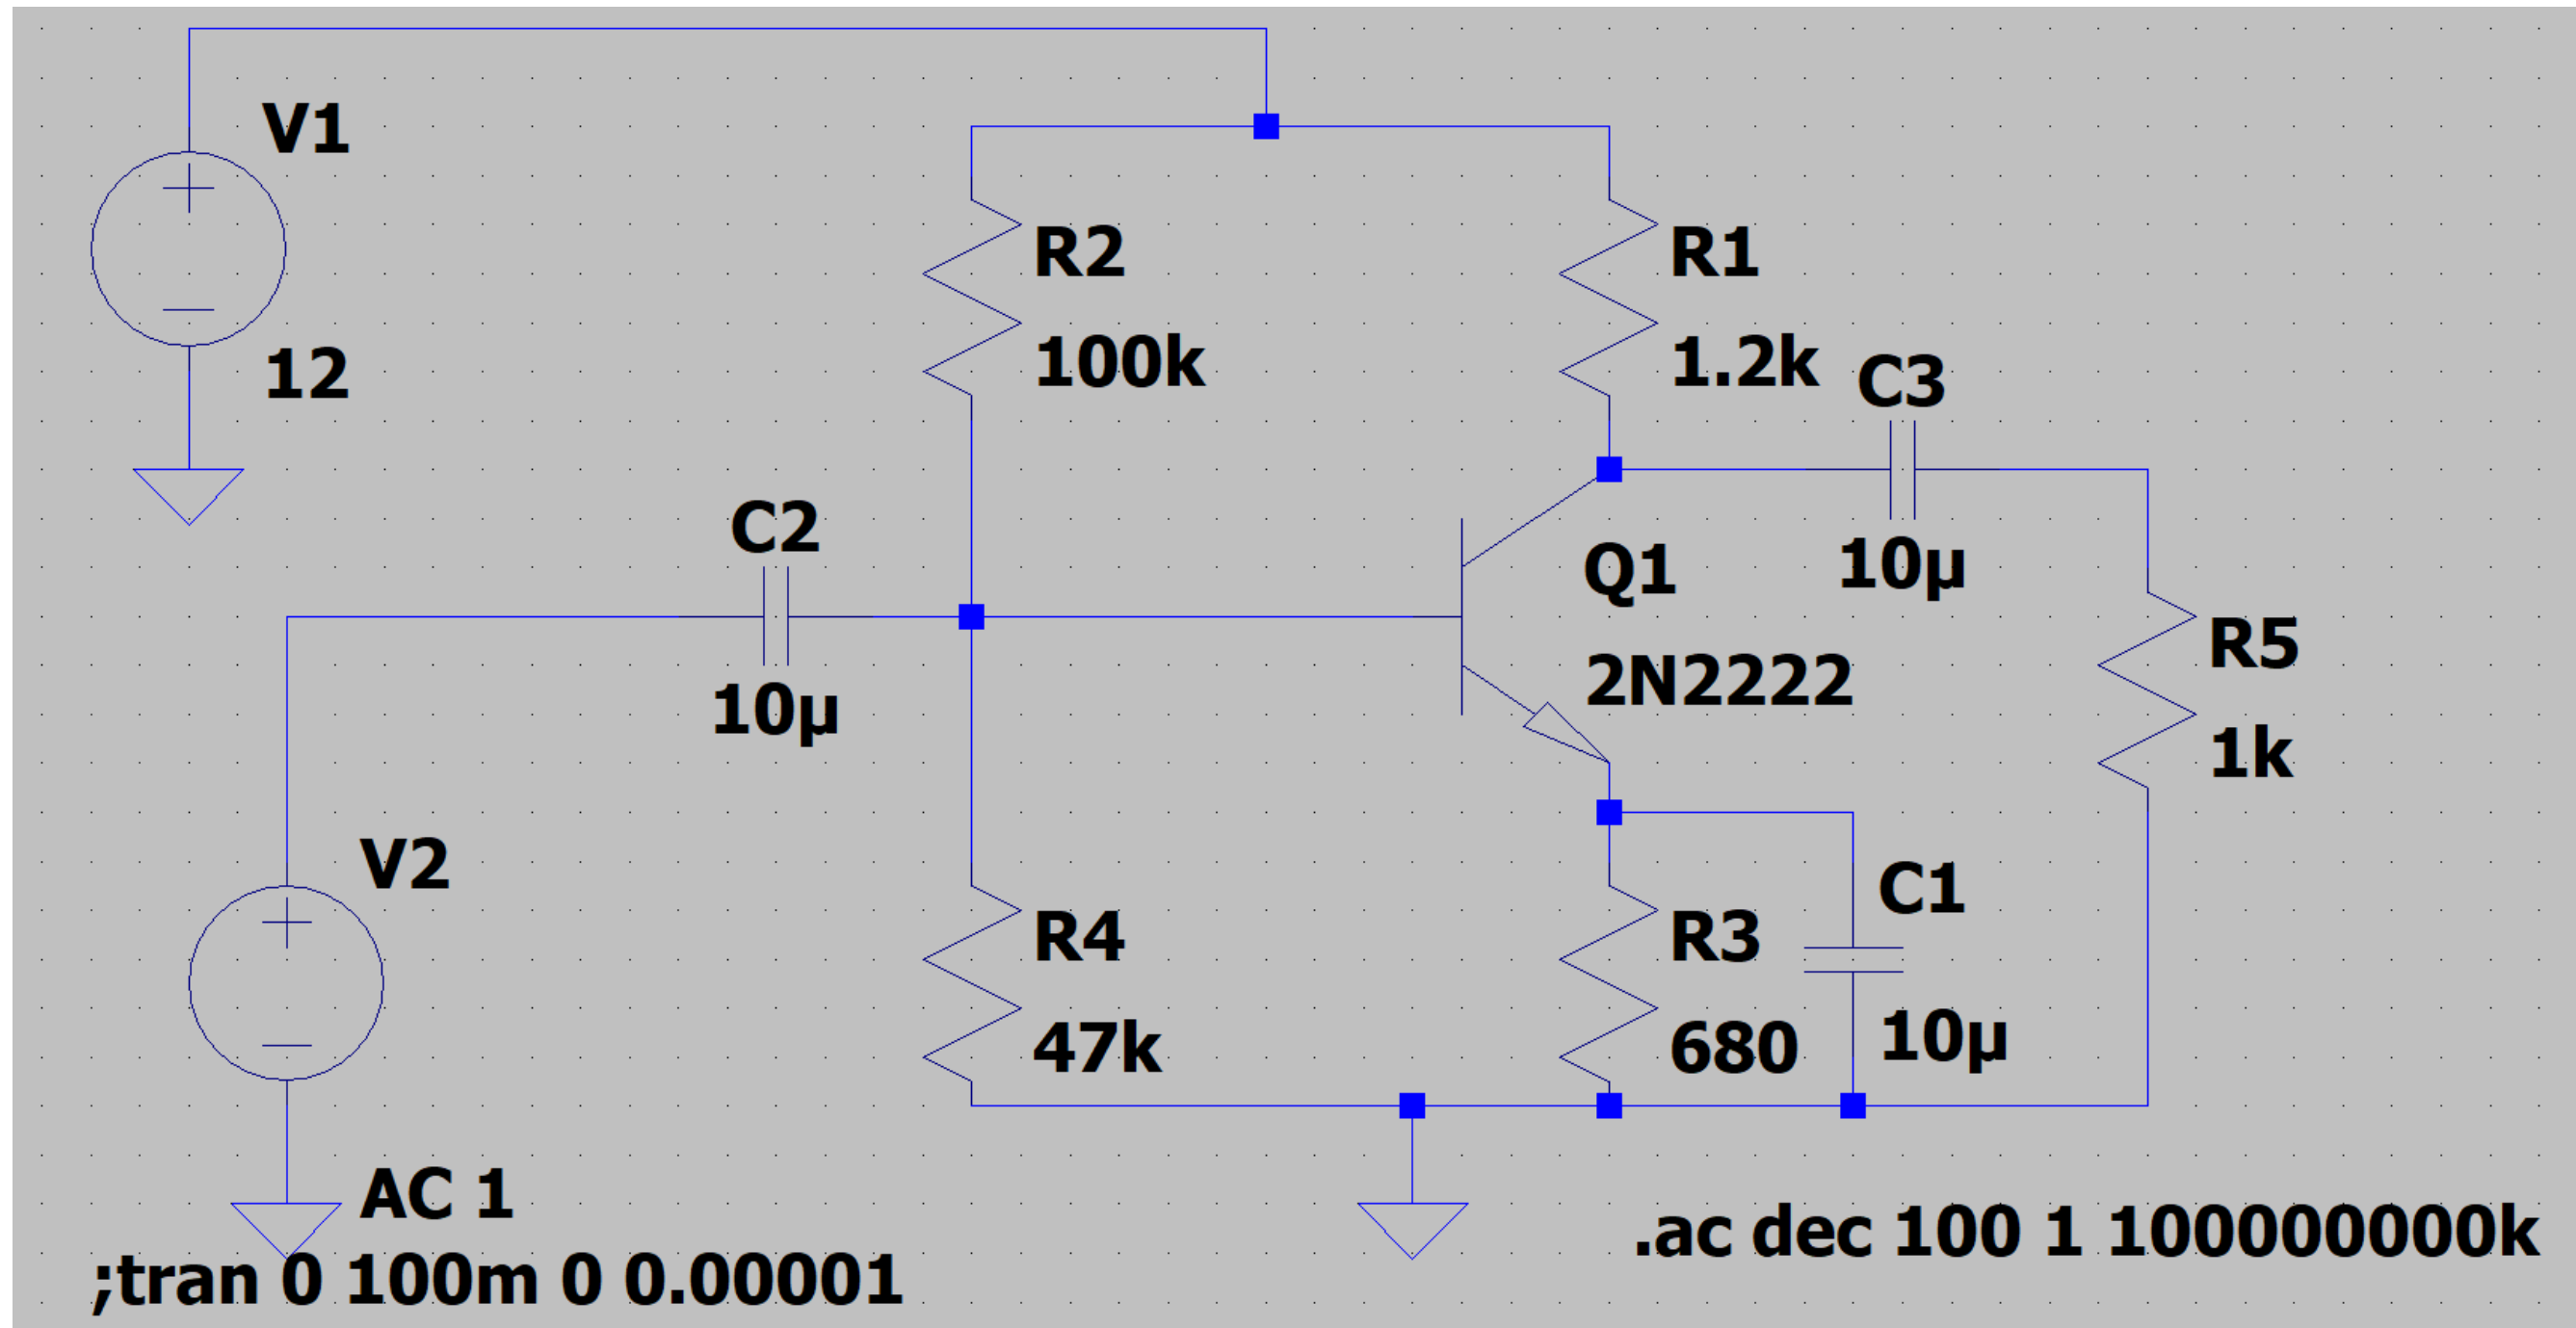 V1
12
R2
100k
R1
1.2k
C3
10µ
C2
10µ
Q1
2N2222
R5
1k
V2
AC 1
R4
47k
R3
680
C1
10µ
;tran 0 100m 0 0.00001
.ac dec 100 1 100000000k